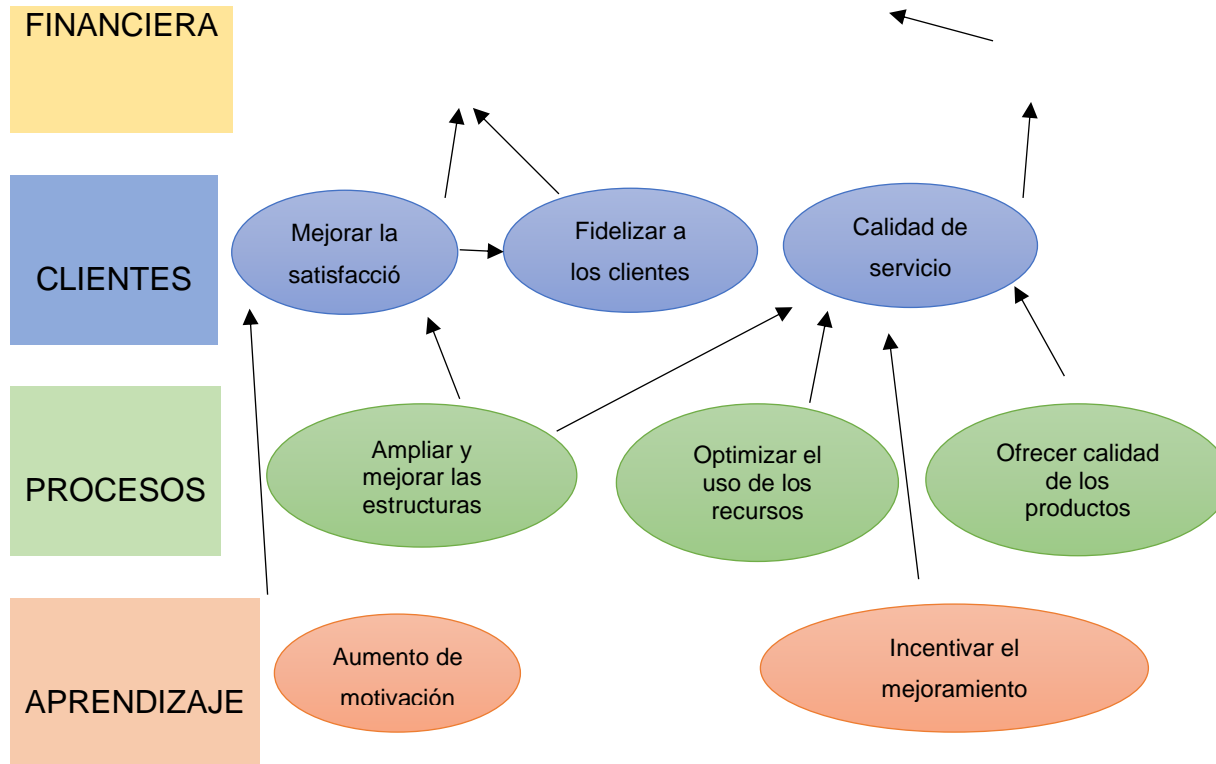 FINANCIERA
CLIENTES
Mejorar la
satisfacció
Fidelizar a
los clientes
Calidad de
servicio
PROCESOS
Ampliar y
mejorar las
estructuras
Optimizar el
uso de los
recursos
Ofrecer calidad
de los
productos
APRENDIZAJE
Aumento de
motivación
Incentivar el
mejoramiento